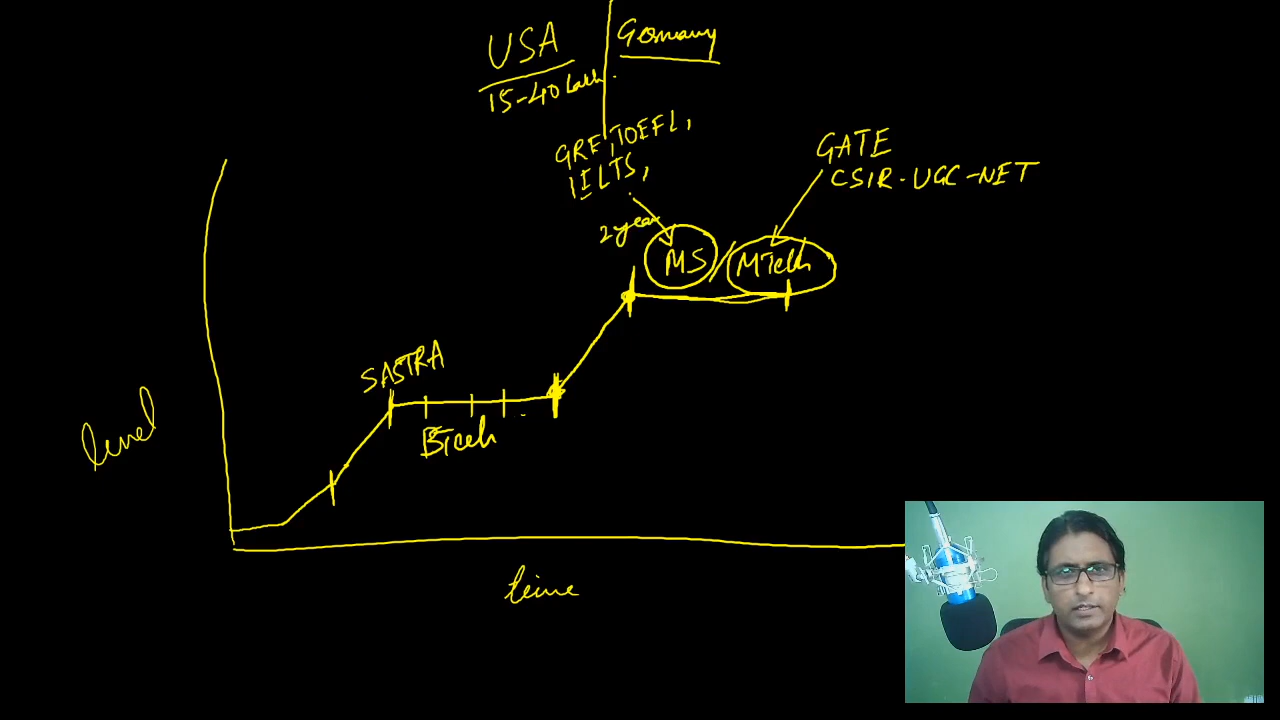 USA
15-40 Lakh
Germany
GRE, TOEFL,
IELTS,
GATE
CSIR-UGC-NET
2 year
MS / MTech
SASTRA
BTech
level
time